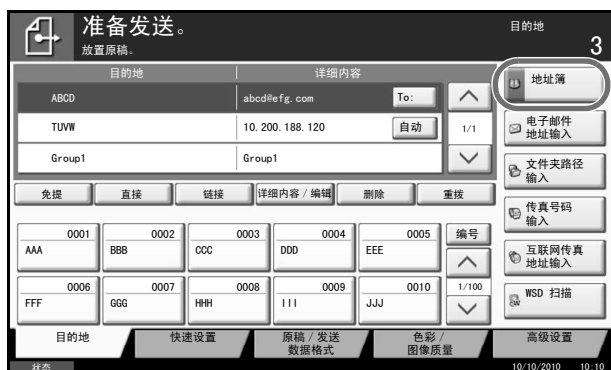 准备发送。
放置原稿。
目的地
3
目的地 详细内容
ABCD abcd@efg.com To:
TUVW 10. 200. 188. 120 自动 1/1
Group1 Group1
免提 直接 链接 详细内容 / 编辑 删除 重拨
0001 0002 0003 0004 0005 编号
AAA BBB CCC DDD EEE
0006 0007 0008 0009 0010 1/100
FFF GGG HHH III JJJ
地址簿
电子邮件
地址输入
文件夹路径
输入
传真号码
输入
互联网传真
地址输入
WSD 扫描
目的地 快速设置 原稿 / 发送
数据格式 色彩 /
图像质量 高级设置
状态 10/10/2010 10:10